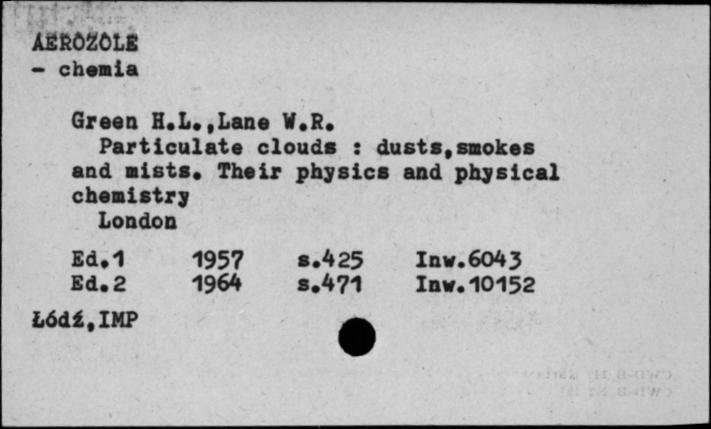 AEROZOLE
- chemia
Green H.L.,Lane W.R.
Particulate clouds : dusts,smokes
and mists. Their physics and physical
chemistry
London
Ed.1 1957 s.425 Inw.6043
Ed.2 1964 s.471 Inw.10152
Łódź,IMP